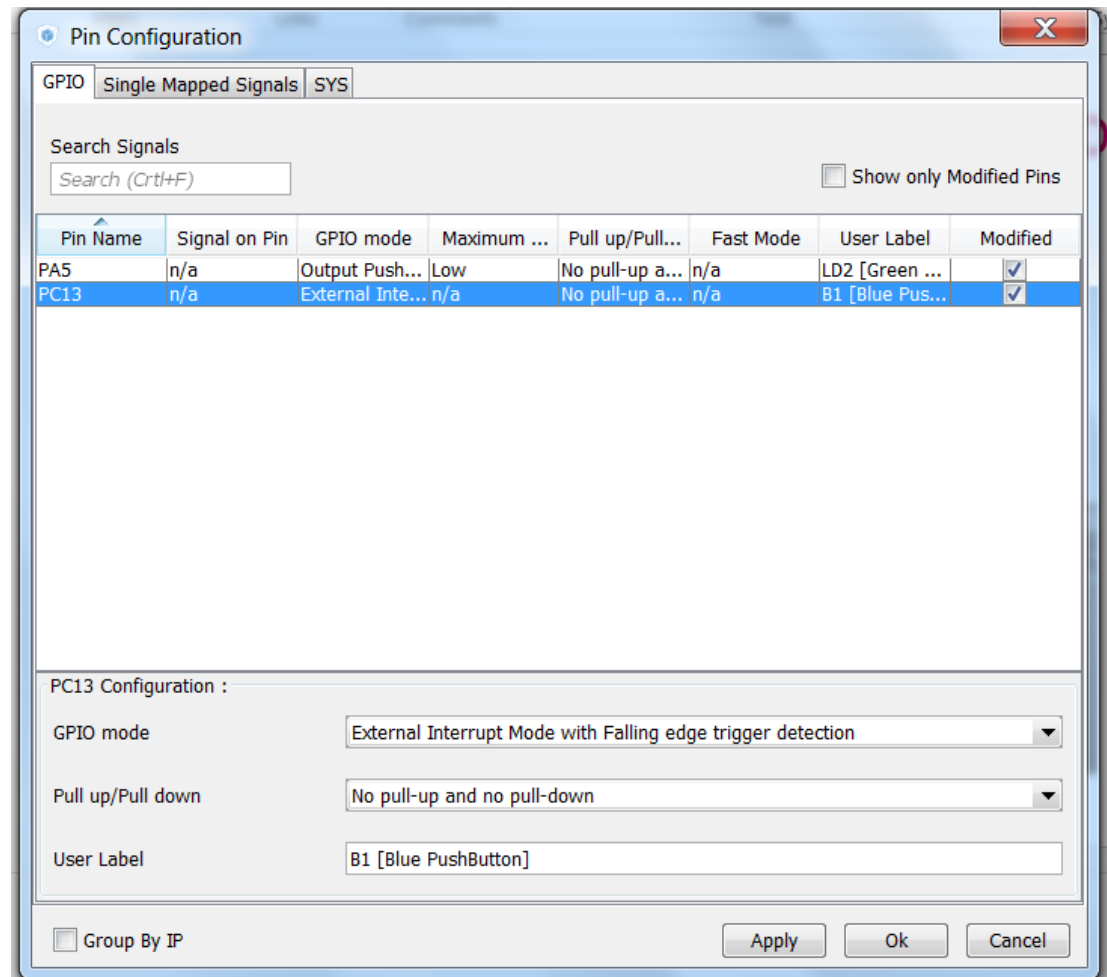 Pin Configuration
GPIO Single Mapped Signals SYS
Search Signals
Search (Crtl+F)
Show only Modified Pins
Pin Name Signal on Pin GPIO mode Maximum ... Pull up/Pull... Fast Mode User Label Modified
PA5 n/a Output Push... Low No pull-up a... n/a LD2 [Green ...
PC13 n/a External Inte... n/a No pull-up a... n/a B1 [Blue Pus...
PC13 Configuration :
GPIO mode External Interrupt Mode with Falling edge trigger detection
Pull up/Pull down No pull-up and no pull-down
User Label B1 [Blue PushButton]
Group By IP Apply Ok Cancel